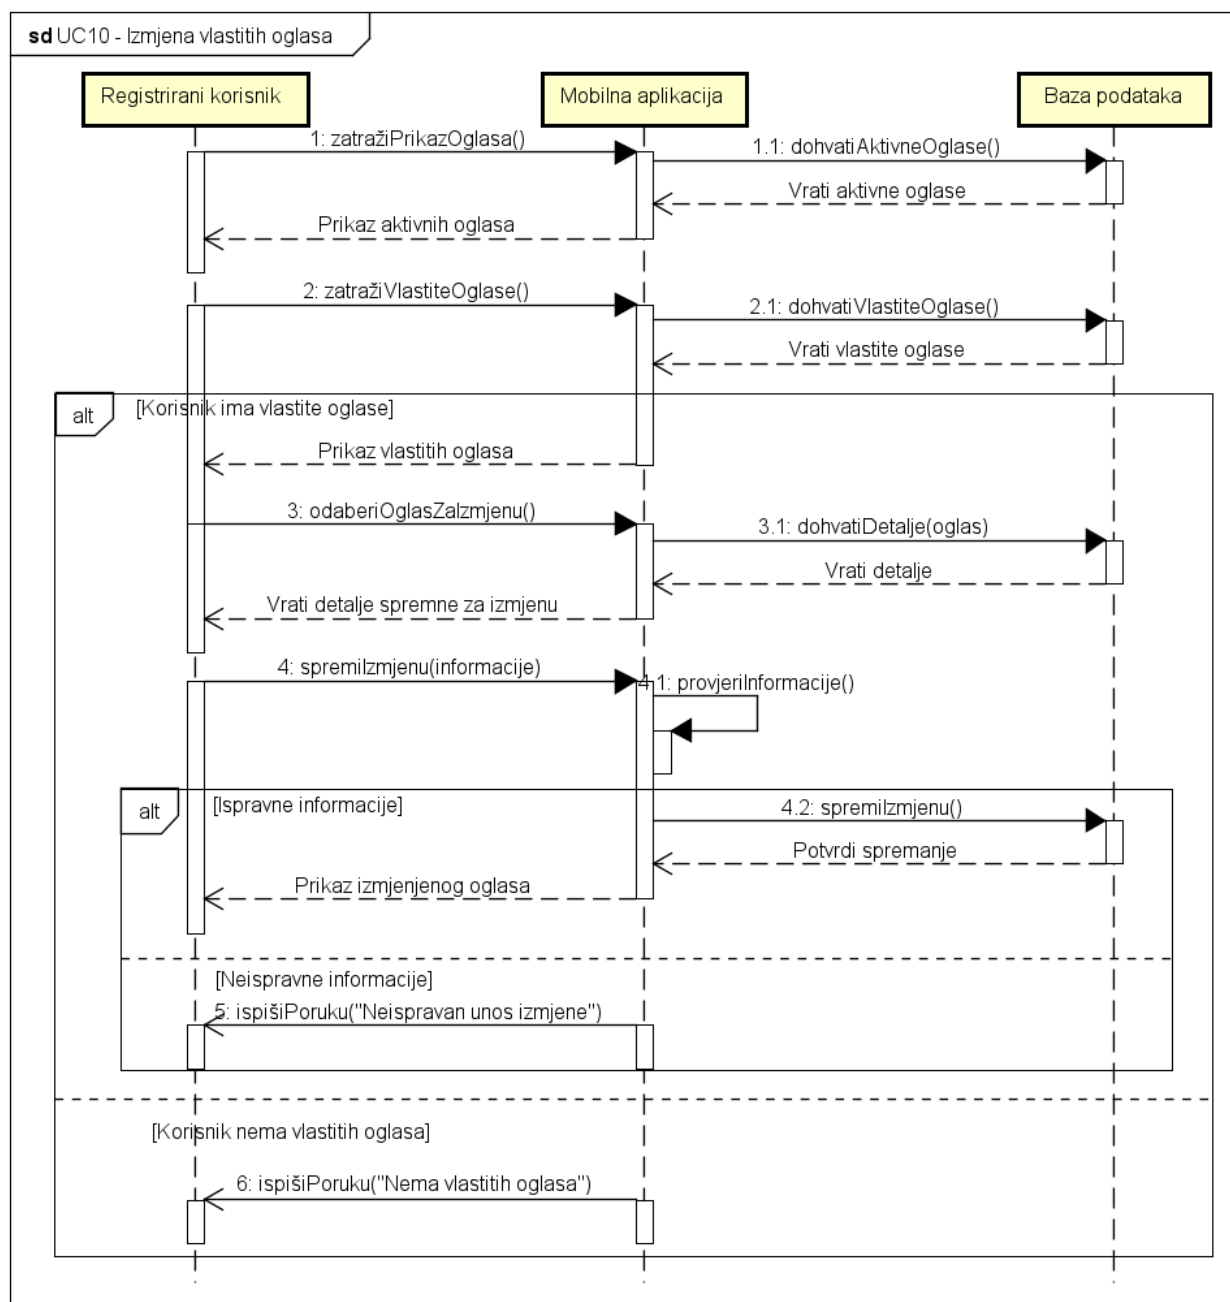 sd UC10 - Izmjena vlastitih oglasa
Registrirani korisnik
Mobilna aplikacija
Baza podataka
1: zatražiPrikazOglasa()
1.1: dohvatiAktivneOglase()
Vrati aktivne oglase
Prikaz aktivnih oglasa
2: zatražiVlastiteOglase()
2.1: dohvatiVlastiteOglase()
Vrati vlastite oglase
alt
[Korisnik ima vlastite oglase]
Prikaz vlastitih oglasa
3: odaberiOglasZaIzmjenu()
3.1: dohvatiDetalje(oglas)
Vrati detalje
Vrati detalje spremne za izmjenu
4: spremiIzmjenu(informacije)
4.1: provjeriInformacije()
alt
[Ispravne informacije]
4.2: spremiIzmjenu()
Potvrdi spremanje
Prikaz izmjenjenog oglasa
[Neispravne informacije]
5: ispišiPoruku("Neispravan unos izmjene")
[Korisnik nema vlastitih oglasa]
6: ispišiPoruku("Nema vlastitih oglasa")